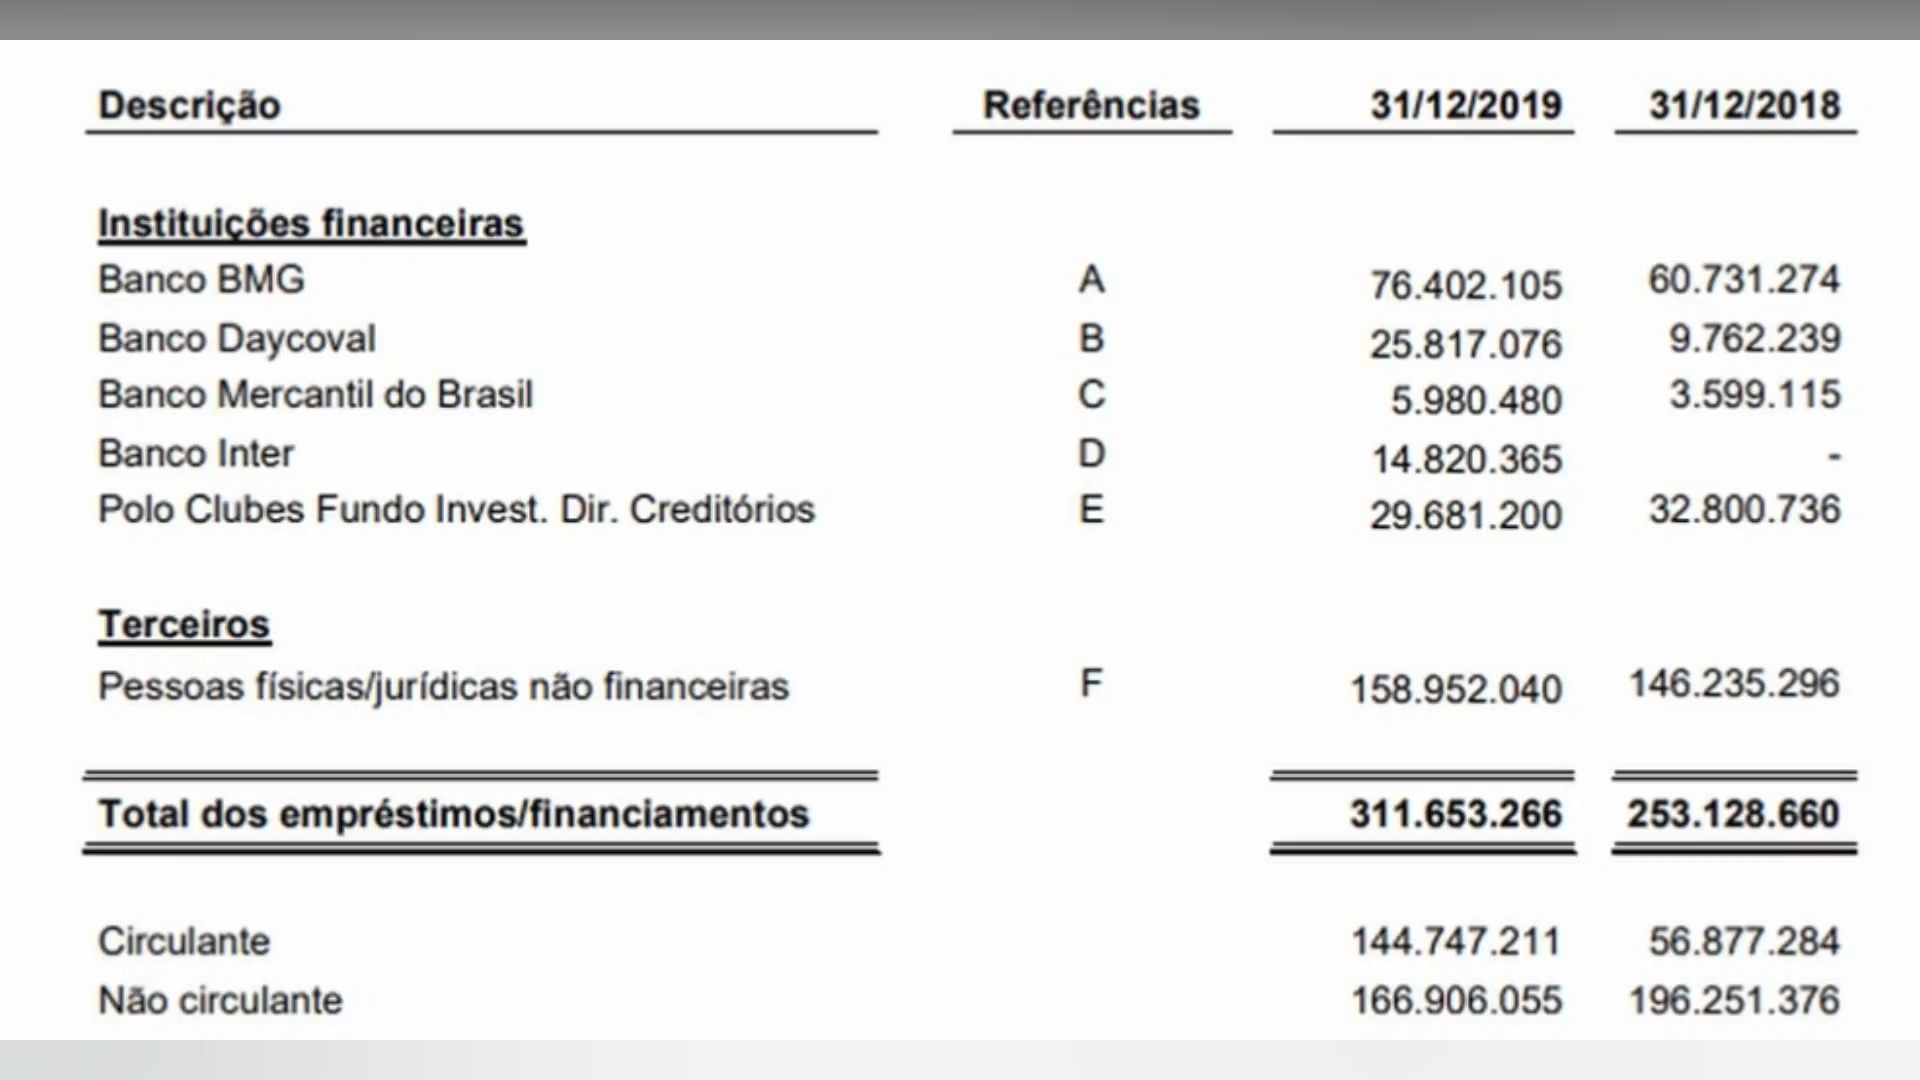 Descrição Referências 31/12/2019 31/12/2018
Instituições financeiras
Banco BMG A 76.402.105 60.731.274
Banco Daycoval B 25.817.076 9.762.239
Banco Mercantil do Brasil C 5.980.480 3.599.115
Banco Inter D 14.820.365 -
Polo Clubes Fundo Invest. Dir. Creditórios E 29.681.200 32.800.736
Terceiros
Pessoas físicas/jurídicas não financeiras F 158.952.040 146.235.296
Total dos empréstimos/financiamentos 311.653.266 253.128.660
Circulante 144.747.211 56.877.284
Não circulante 166.906.055 196.251.376